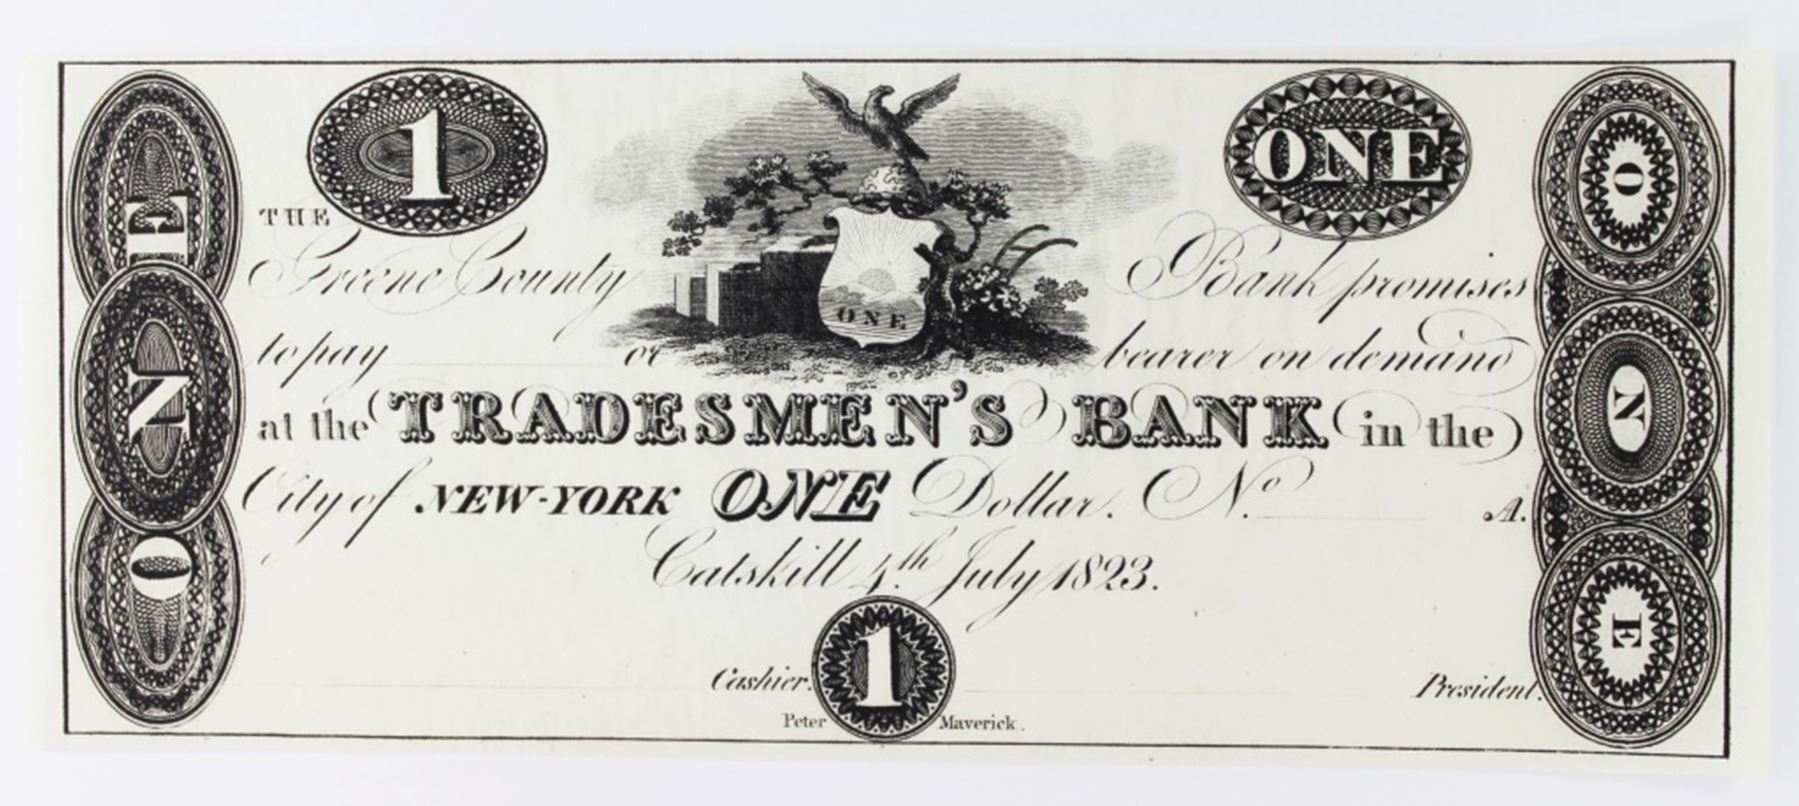 1
ONE
THE
Greene County Bank promises
to pay or bearer on demand
ONE
at the TRADESMEN'S BANK in the
City of NEW-YORK ONE Dollar. No. A.
Catskill 4th. July 1823.
Cashier. 1 President.
Peter Maverick.
ONE
ONE